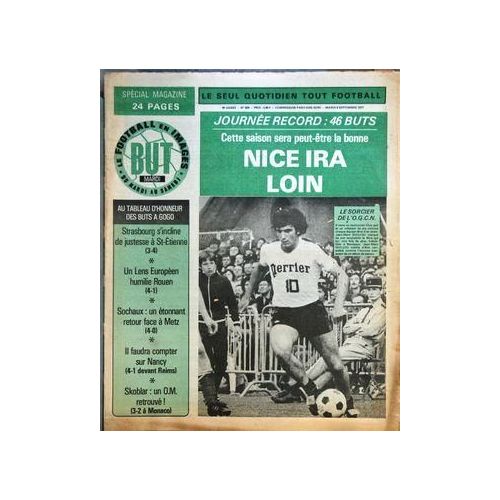 SPÉCIAL MAGAZINE
24 PAGES
LE FOOTBALL en IMAGES
BUT
MARDI
DU MARDI AU SAMEDI
LE SEUL QUOTIDIEN TOUT FOOTBALL
JOURNÉE RECORD : 46 BUTS
Cette saison sera peut-être la bonne
NICE IRA
LOIN
AU TABLEAU D'HONNEUR
DES BUTS A GOGO
Strasbourg s'incline
de justesse à St-Etienne
(3-4)
*
Un Lens Européen
humilie Rouen
(4-1)
*
Sochaux : un étonnant
retour face à Metz
(4-0)
*
Il faudra compter
sur Nancy
(4-1 devant Reims)
*
Skoblar : un O.M.
retrouvé !
(3-2 à Monaco)
LE SORCIER
DE L'O.G.C.N.
Perrier
10